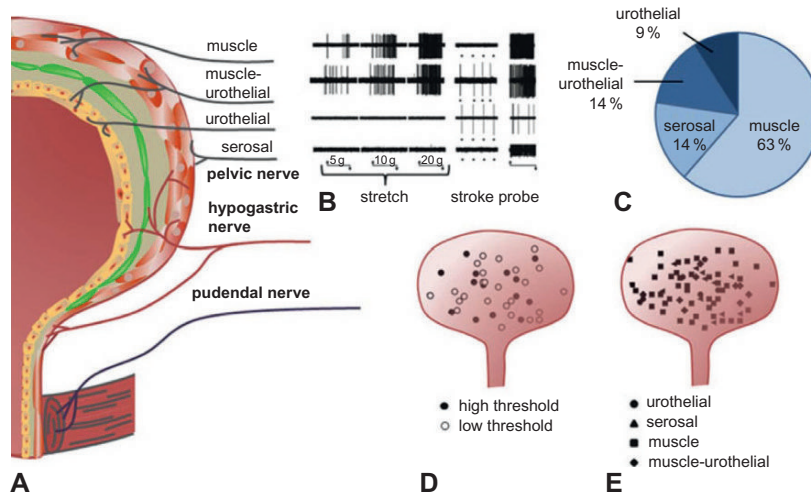 muscle
muscle-
urothelial
urothelial
serosal
pelvic nerve
hypogastric
nerve
pudendal nerve
A
5 g
10 g
20 g
B
stretch
stroke probe
urothelial
9 %
muscle-
urothelial
14 %
serosal
14 %
muscle
63 %
C
high threshold
low threshold
D
urothelial
serosal
muscle
muscle-urothelial
E